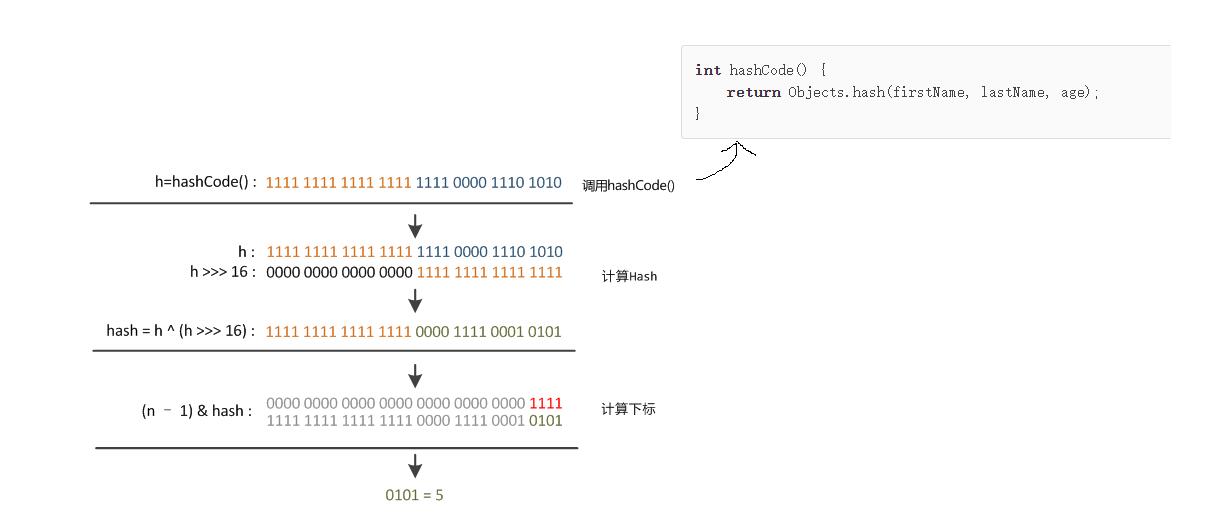 int hashCode() {
return Objects.hash(firstName, lastName, age);
}
h=hashCode() : 1111 1111 1111 1111 1111 0000 1110 1010 调用hashCode()
h : 1111 1111 1111 1111 1111 0000 1110 1010
h >>> 16 : 0000 0000 0000 0000 1111 1111 1111 1111 计算Hash
hash = h ^ (h >>> 16) : 1111 1111 1111 1111 0000 1111 0001 0101
(n - 1) & hash : 0000 0000 0000 0000 0000 0000 0000 1111 计算下标
1111 1111 1111 1111 0000 1111 0001 0101
0101 = 5